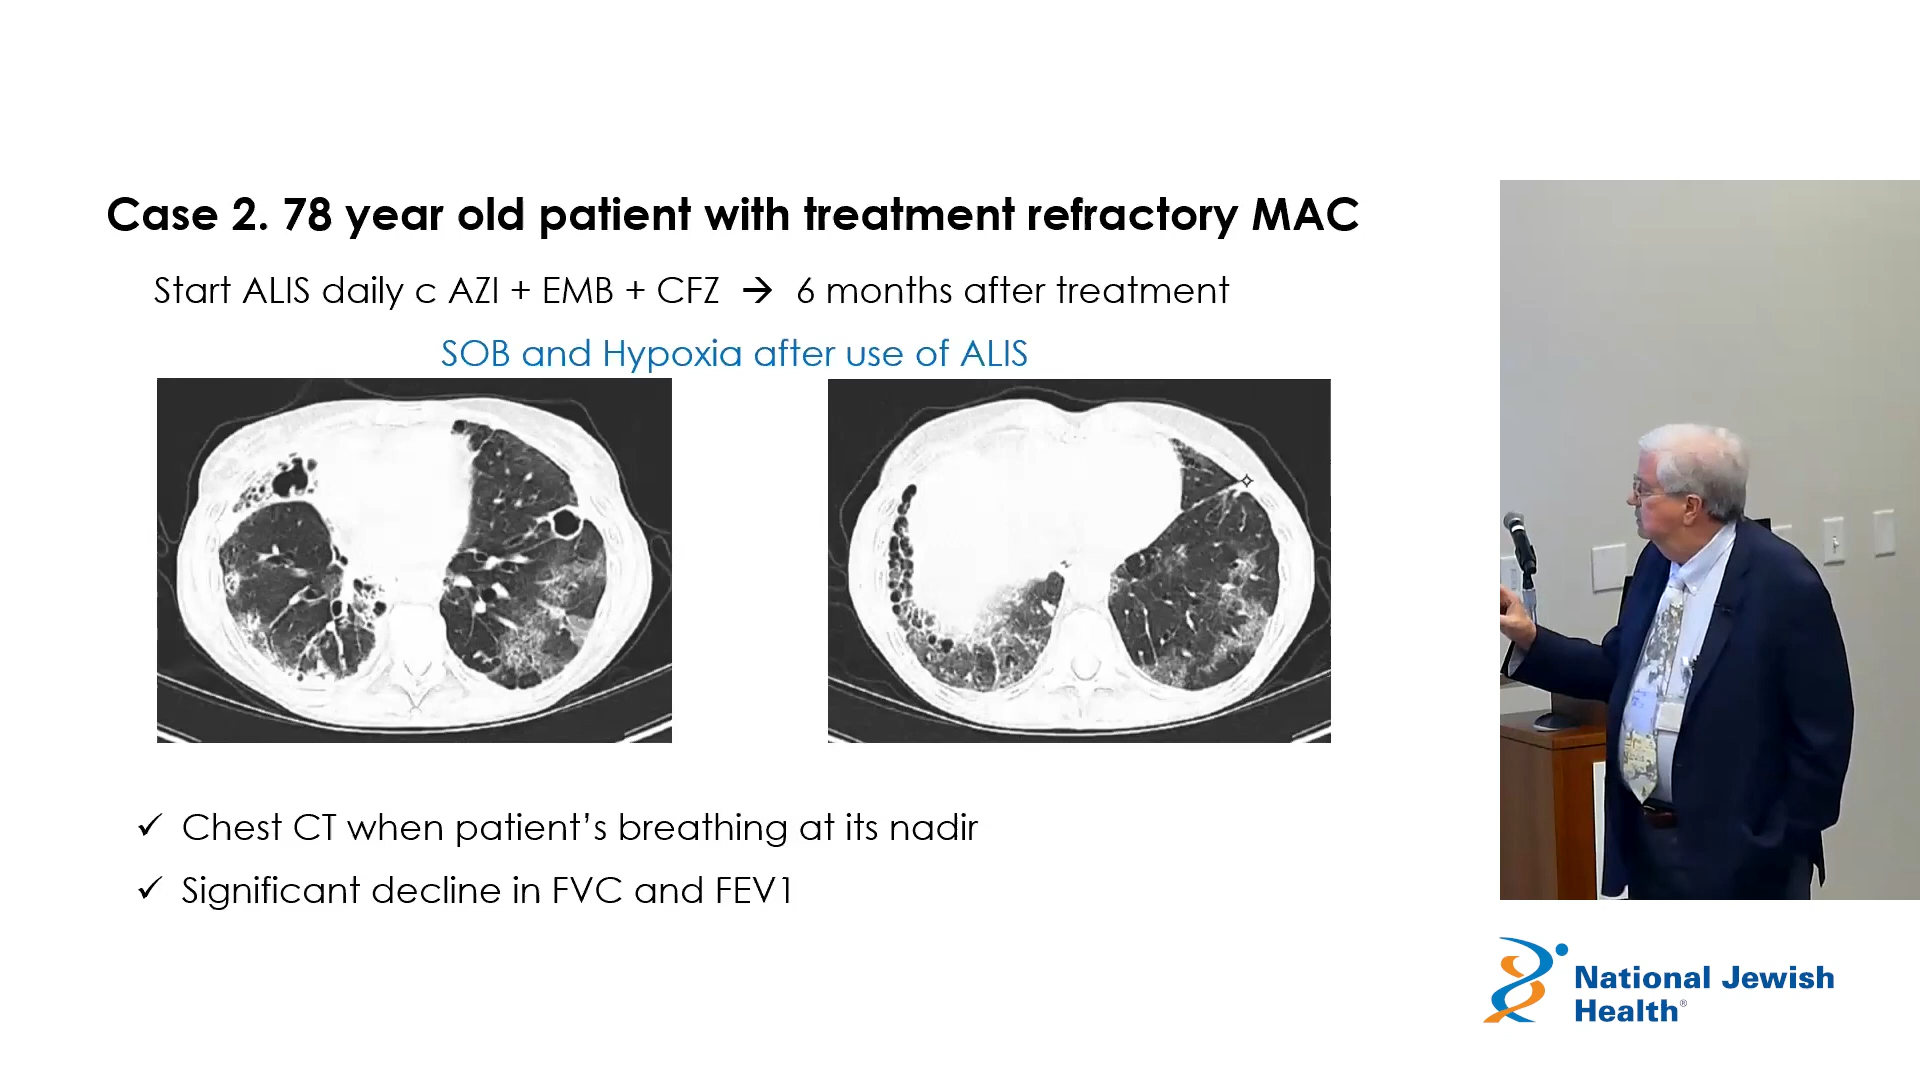 Case 2. 78 year old patient with treatment refractory MAC
Start ALIS daily c AZI + EMB + CFZ → 6 months after treatment
SOB and Hypoxia after use of ALIS
✓ Chest CT when patient's breathing at its nadir
✓ Significant decline in FVC and FEV1
National Jewish
Health®